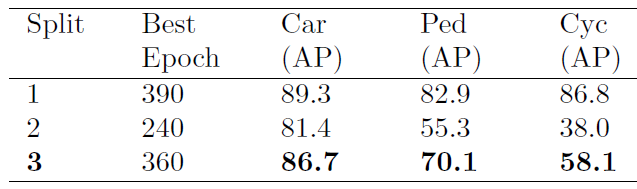 Split Best Car Ped Cyc
Epoch (AP) (AP) (AP)
1 390 89.3 82.9 86.8
2 240 81.4 55.3 38.0
3 360 86.7 70.1 58.1